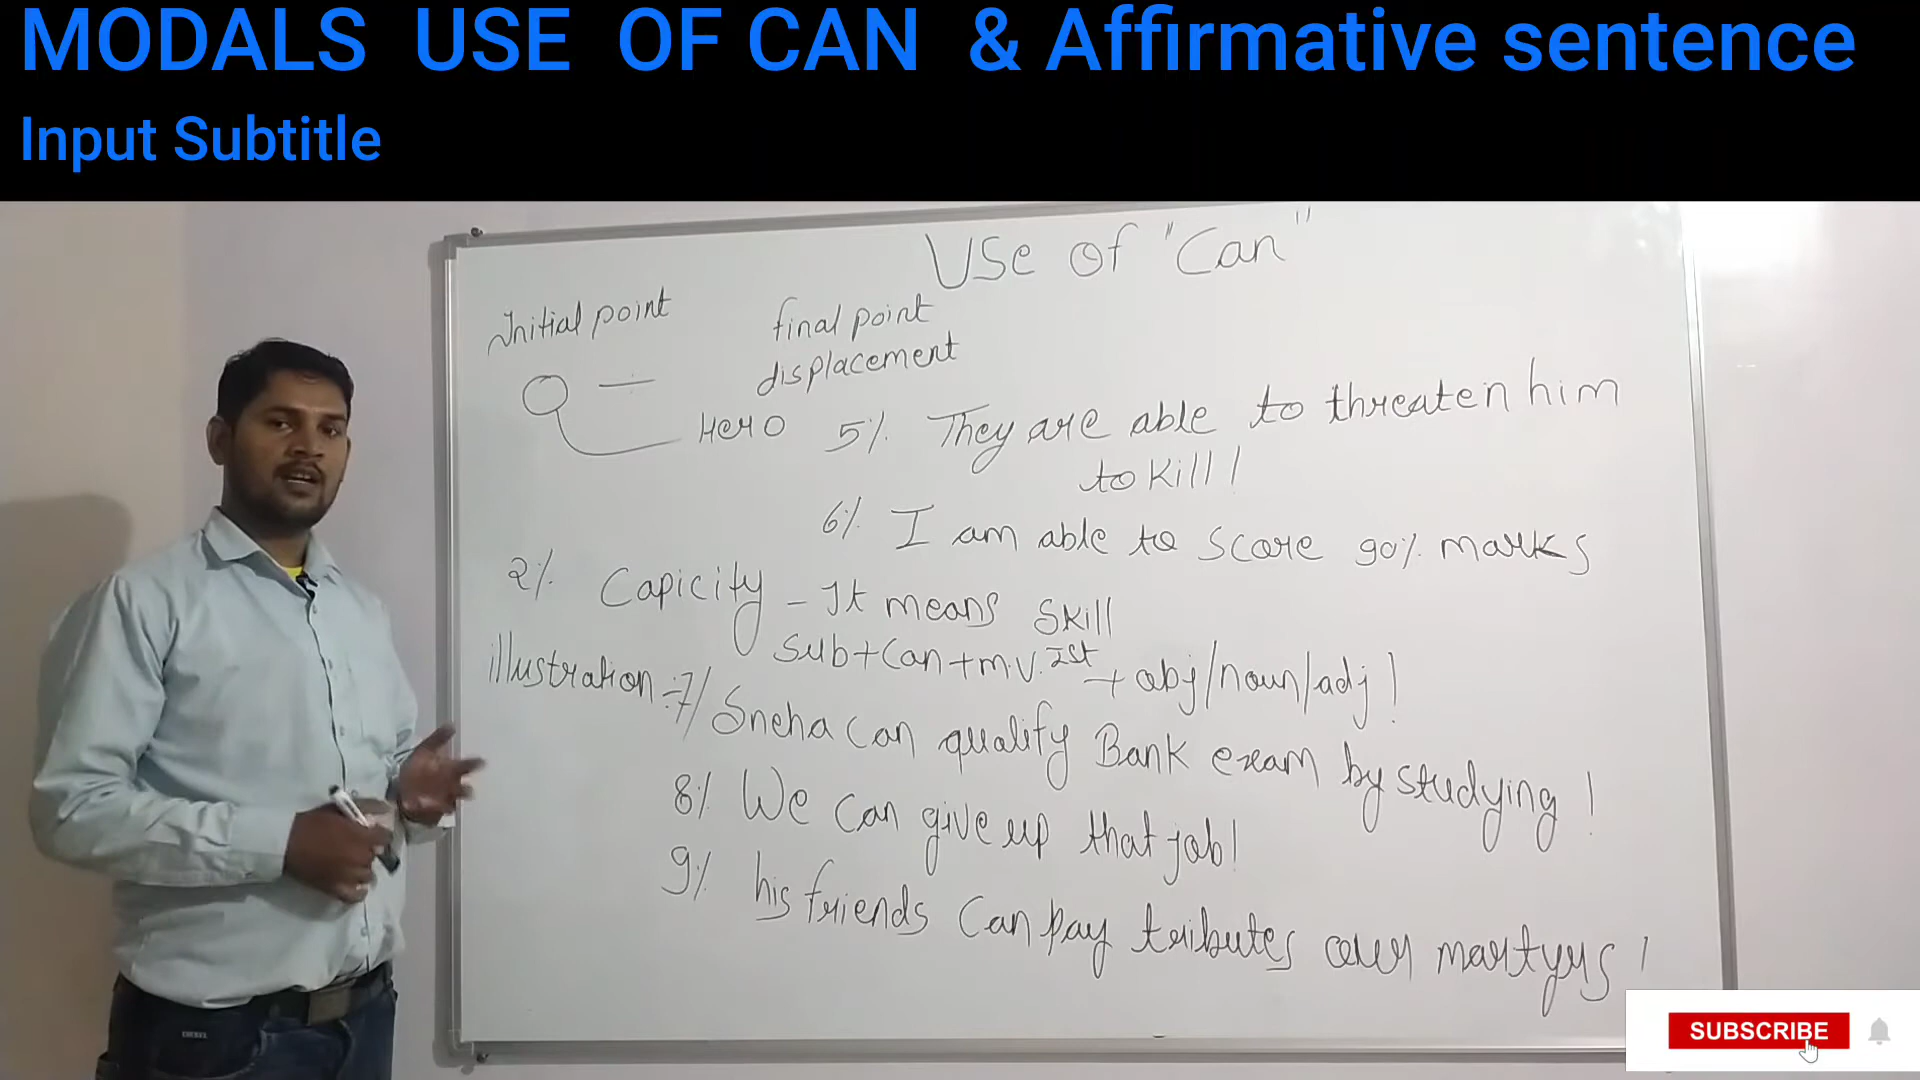 MODALS USE OF CAN & Affirmative sentence
Input Subtitle
Use of "Can"
Initial point
final point
displacement
Hero
5/. They are able to threaten him
to kill!
6/. I am able to score 90% marks
2/. Capicity - It means skill
sub+can+m.v. Ist + obj/noun/adj!
illustration :- 7/ Sneha can qualify Bank exam by studying!
8/. We can give up that job!
9/. his friends can pay tributes our martyrs!
SUBSCRIBE